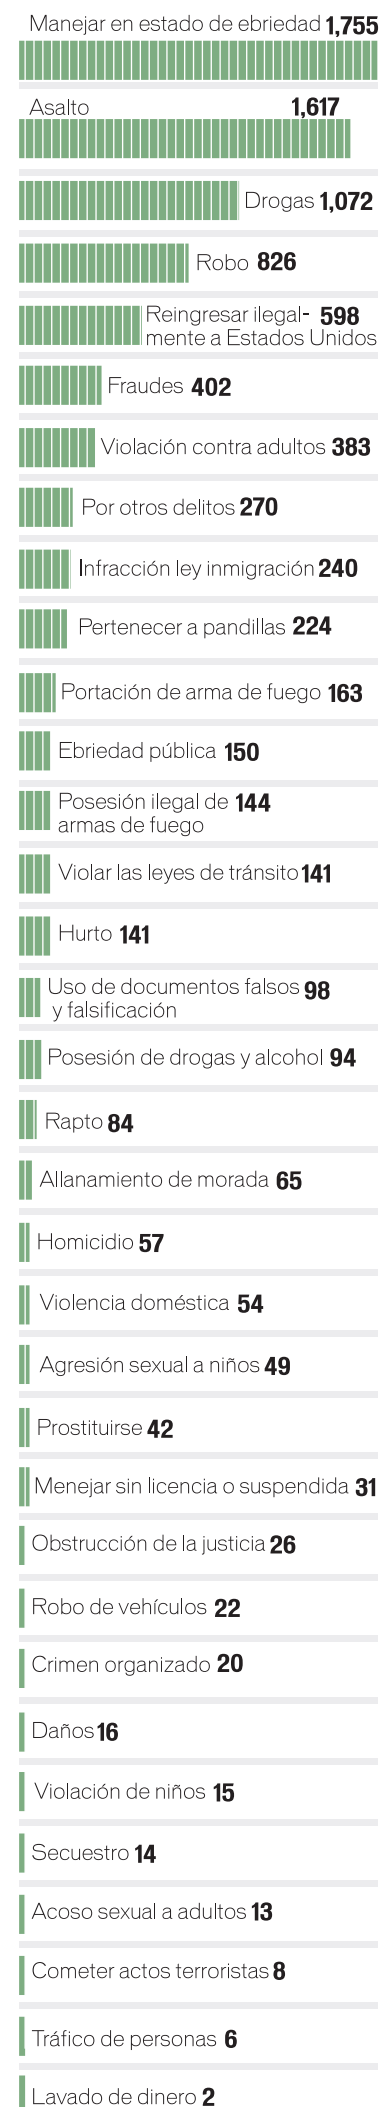 Manejar en estado de ebriedad 1,755
Asalto 1,617
Drogas 1,072
Robo 826
Reingresar ilegal- 598
mente a Estados Unidos
Fraudes 402
Violación contra adultos 383
Por otros delitos 270
Infracción ley inmigración 240
Pertenecer a pandillas 224
Portación de arma de fuego 163
Ebriedad pública 150
Posesión ilegal de 144
armas de fuego
Violar las leyes de tránsito 141
Hurto 141
Uso de documentos falsos 98
y falsificación
Posesión de drogas y alcohol 94
Rapto 84
Allanamiento de morada 65
Homicidio 57
Violencia doméstica 54
Agresión sexual a niños 49
Prostituirse 42
Menejar sin licencia o suspendida 31
Obstrucción de la justicia 26
Robo de vehículos 22
Crimen organizado 20
Daños 16
Violación de niños 15
Secuestro 14
Acoso sexual a adultos 13
Cometer actos terroristas 8
Tráfico de personas 6
Lavado de dinero 2